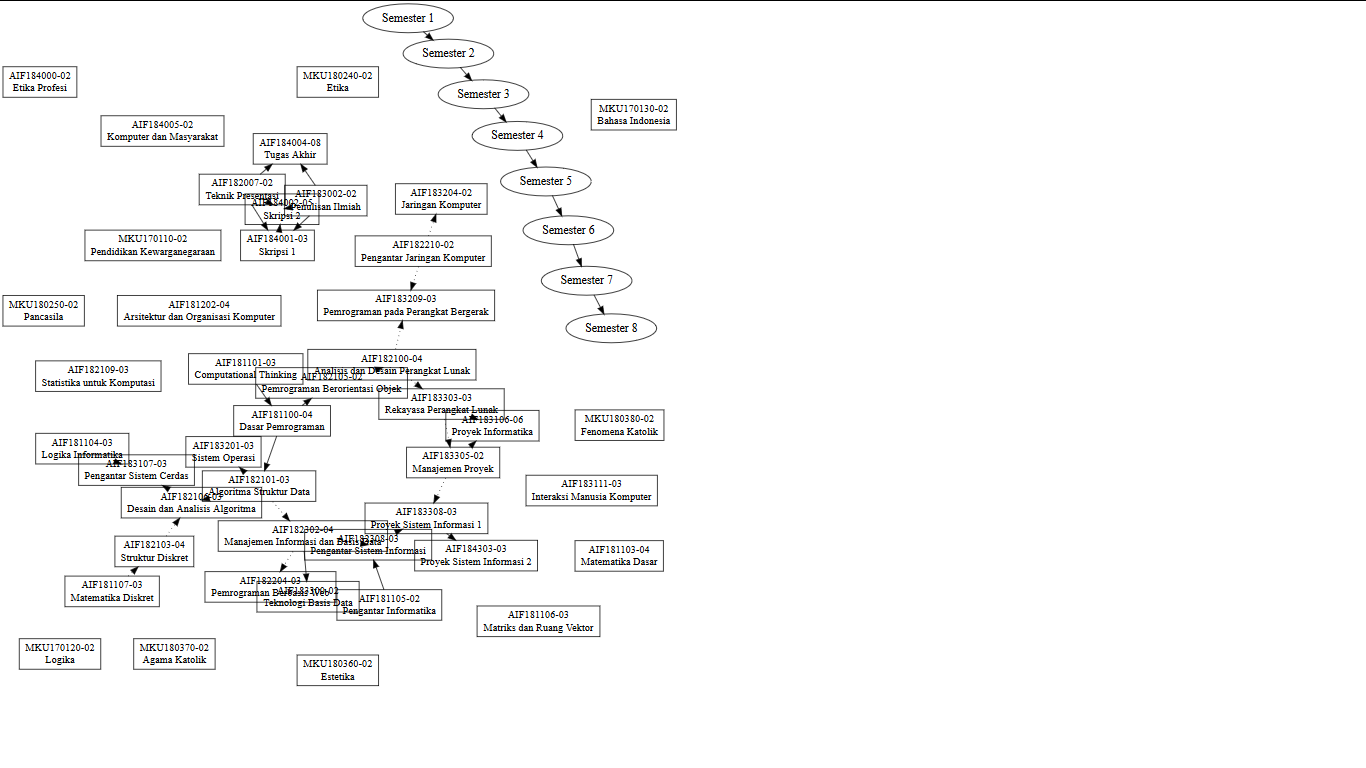 Semester 1
Semester 2
Semester 3
Semester 4
Semester 5
Semester 6
Semester 7
Semester 8
AIF184000-02
Etika Profesi
MKU180240-02
Etika
MKU170130-02
Bahasa Indonesia
AIF184005-02
Komputer dan Masyarakat
AIF184004-08
Tugas Akhir
AIF182007-02
Teknik Presentasi
AIF183002-02
Penulisan Ilmiah
AIF184002-05
Skripsi 2
AIF183204-02
Jaringan Komputer
MKU170110-02
Pendidikan Kewarganegaraan
AIF184001-03
Skripsi 1
AIF182210-02
Pengantar Jaringan Komputer
MKU180250-02
Pancasila
AIF181202-04
Arsitektur dan Organisasi Komputer
AIF183209-03
Pemrograman pada Perangkat Bergerak
AIF182109-03
Statistika untuk Komputasi
AIF181101-03
Computational Thinking
AIF182100-04
Analisis dan Desain Perangkat Lunak
AIF182105-02
Pemrograman Berorientasi Objek
AIF183303-03
Rekayasa Perangkat Lunak
AIF181100-04
Dasar Pemrograman
AIF183106-06
Proyek Informatika
MKU180380-02
Fenomena Katolik
AIF181104-03
Logika Informatika
AIF183201-03
Sistem Operasi
AIF183107-03
Pengantar Sistem Cerdas
AIF183305-02
Manajemen Proyek
AIF182101-03
Algoritma Struktur Data
AIF183111-03
Interaksi Manusia Komputer
AIF182106-03
Desain dan Analisis Algoritma
AIF183308-03
Proyek Sistem Informasi 1
AIF182302-04
Manajemen Informasi dan Basis Data
AIF183308-03
Pengantar Sistem Informasi
AIF182103-04
Struktur Diskret
AIF184303-03
Proyek Sistem Informasi 2
AIF181103-04
Matematika Dasar
AIF181107-03
Matematika Diskret
AIF182204-03
Pemrograman Berbasis Web
Teknologi Basis Data
AIF181105-02
Pengantar Informatika
AIF181106-03
Matriks dan Ruang Vektor
MKU170120-02
Logika
MKU180370-02
Agama Katolik
MKU180360-02
Estetika